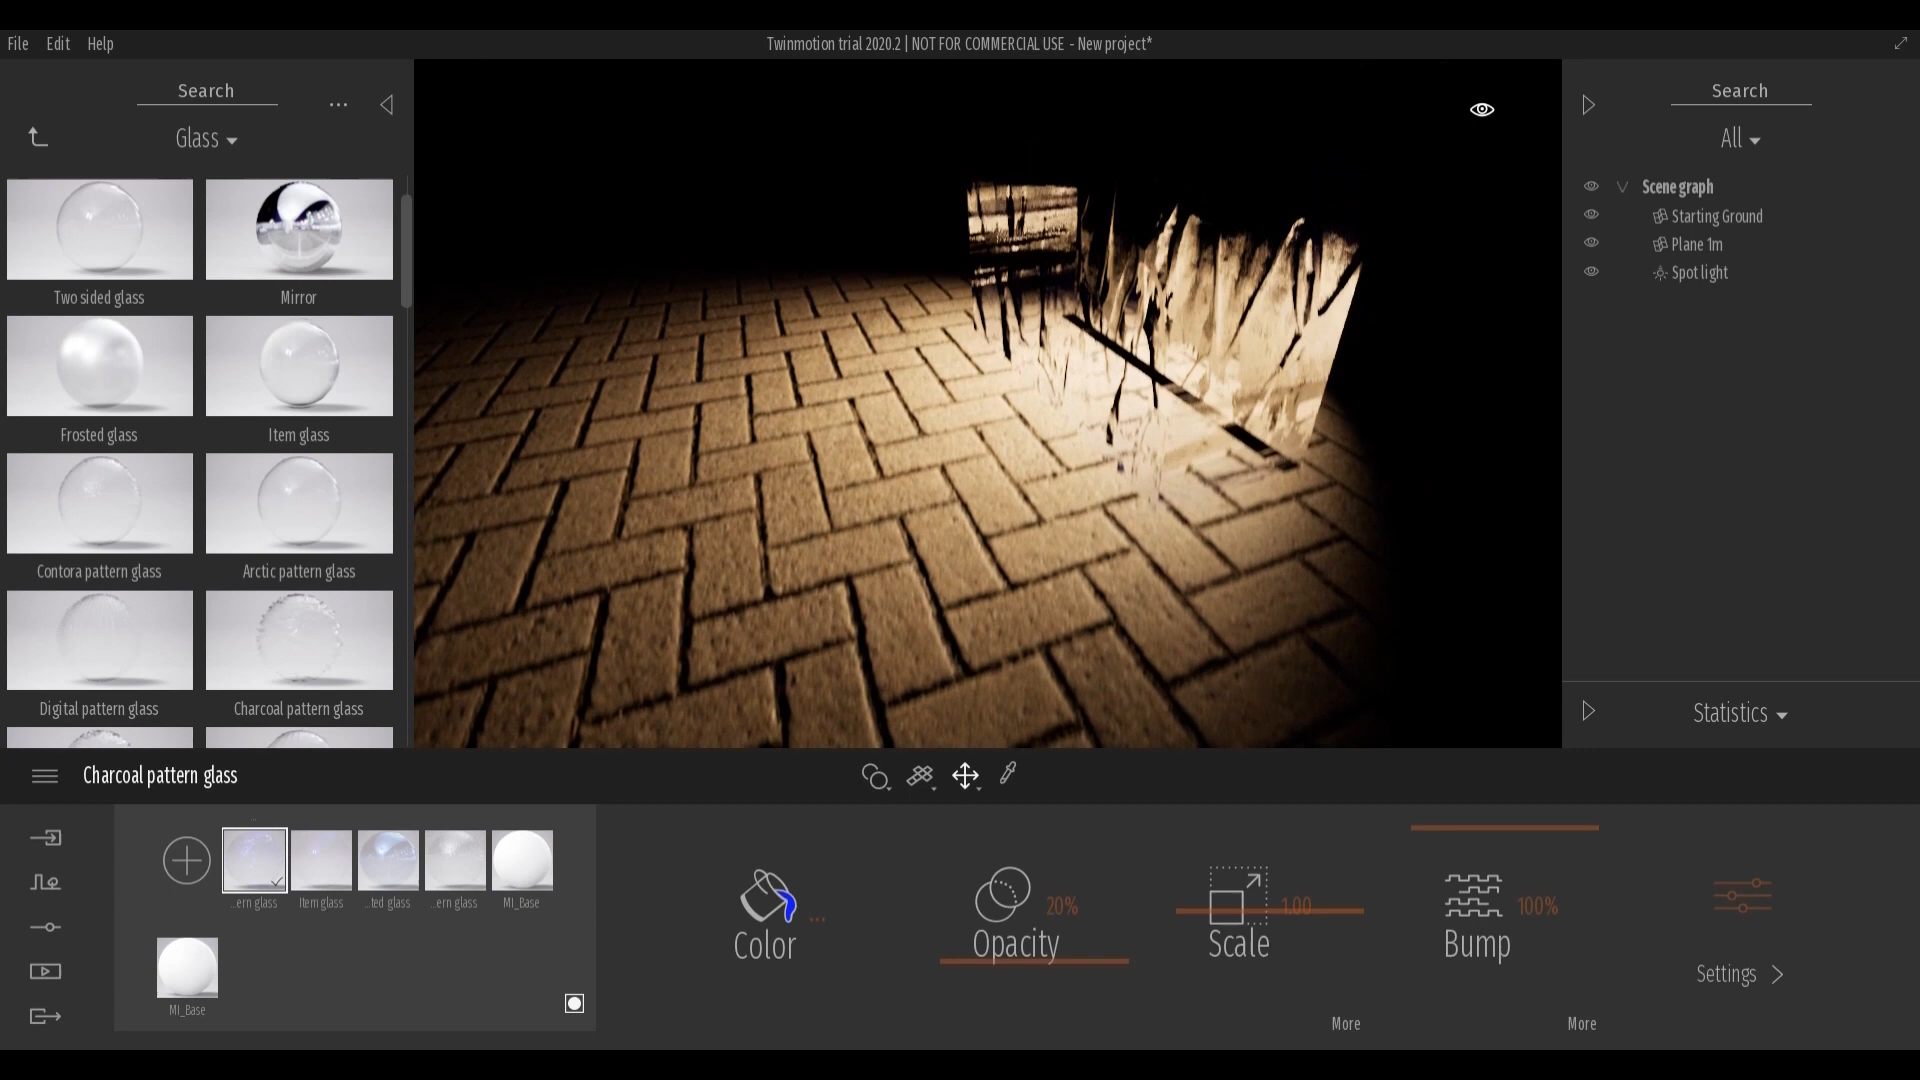 File Edit Help
Twinmotion trial 2020.2 | NOT FOR COMMERCIAL USE - New project*
Search
...
Glass
Two sided glass
Mirror
Frosted glass
Item glass
Contora pattern glass
Arctic pattern glass
Digital pattern glass
Charcoal pattern glass
Search
All
Scene graph
Starting Ground
Plane 1m
Spot light
Statistics
Charcoal pattern glass
...ern glass
Item glass
...ted glass
...ern glass
MI_Base
MI_Base
...
Color
20%
Opacity
1.00
Scale
More
100%
Bump
More
Settings